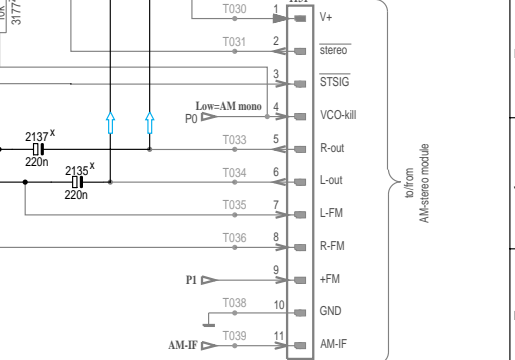 10k
3177
T030 1 V+
T031 2 stereo
3 STSIG
Low=AM mono
P0 4 VCO-kill
2137 X
220n
T033 5 R-out
2135 X
220n
T034 6 L-out
T035 7 L-FM
T036 8 R-FM
P1 9 +FM
T038 10 GND
AM-IF T039 11 AM-IF
to/from
AM-stereo module